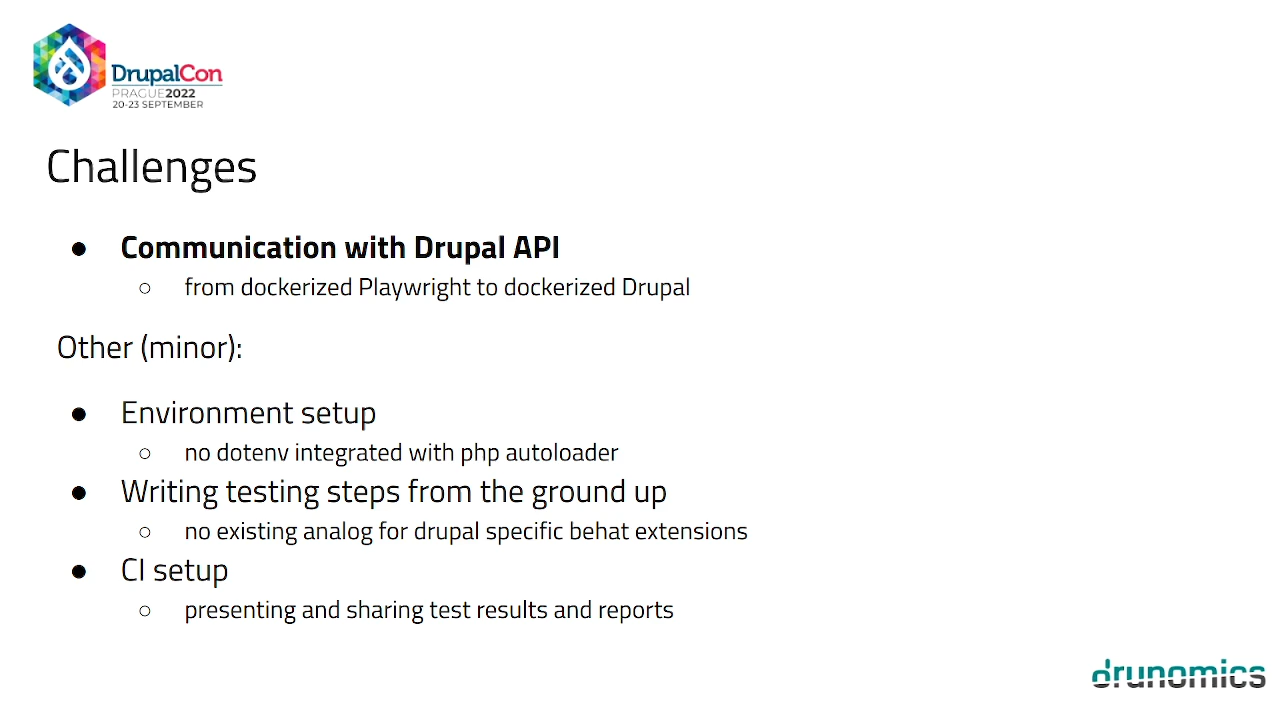 DrupalCon
PRAGUE2022
20-23 SEPTEMBER
Challenges
● Communication with Drupal API
○ from dockerized Playwright to dockerized Drupal
Other (minor):
● Environment setup
○ no dotenv integrated with php autoloader
● Writing testing steps from the ground up
○ no existing analog for drupal specific behat extensions
● CI setup
○ presenting and sharing test results and reports
drunomics